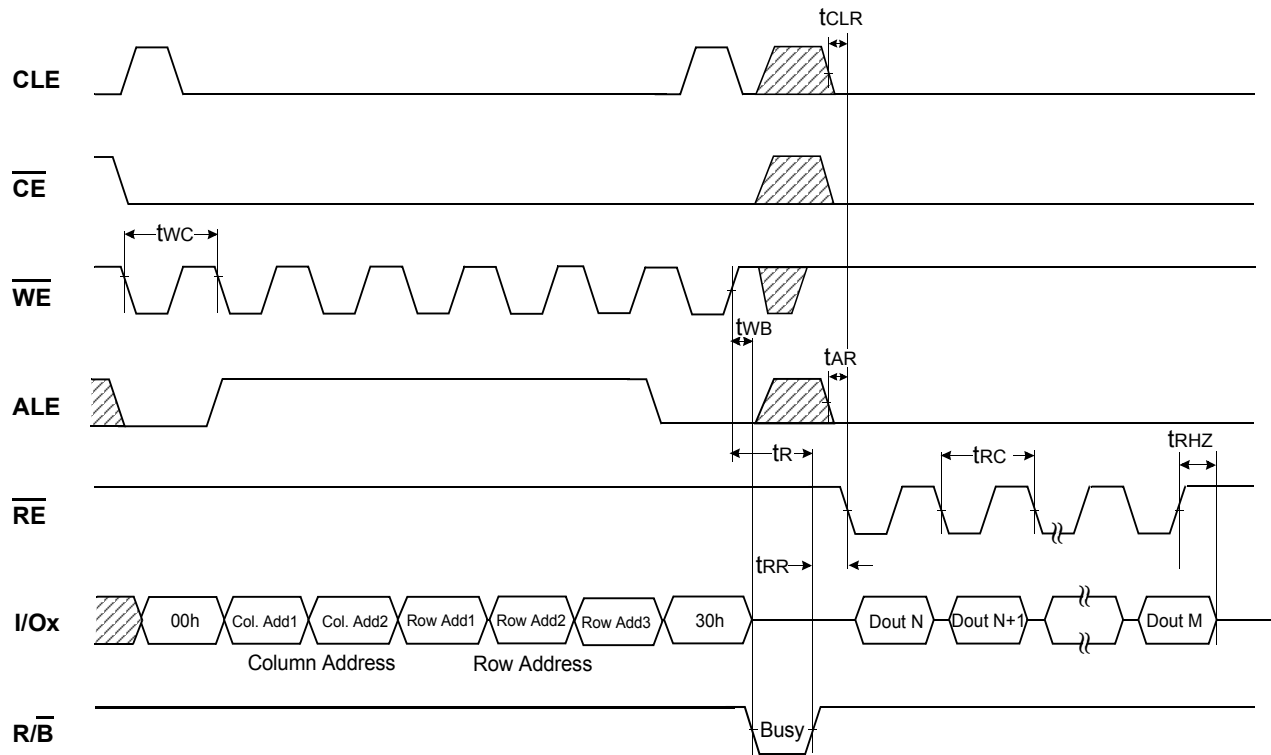 tCLR
CLE
CE
tWC
WE
tWB
tAR
ALE
tR
tRC
tRHZ
RE
tRR
I/Ox
00h
Col. Add1
Col. Add2
Row Add1
Row Add2
Row Add3
30h
Dout N
Dout N+1
Dout M
Column Address
Row Address
R/B
Busy